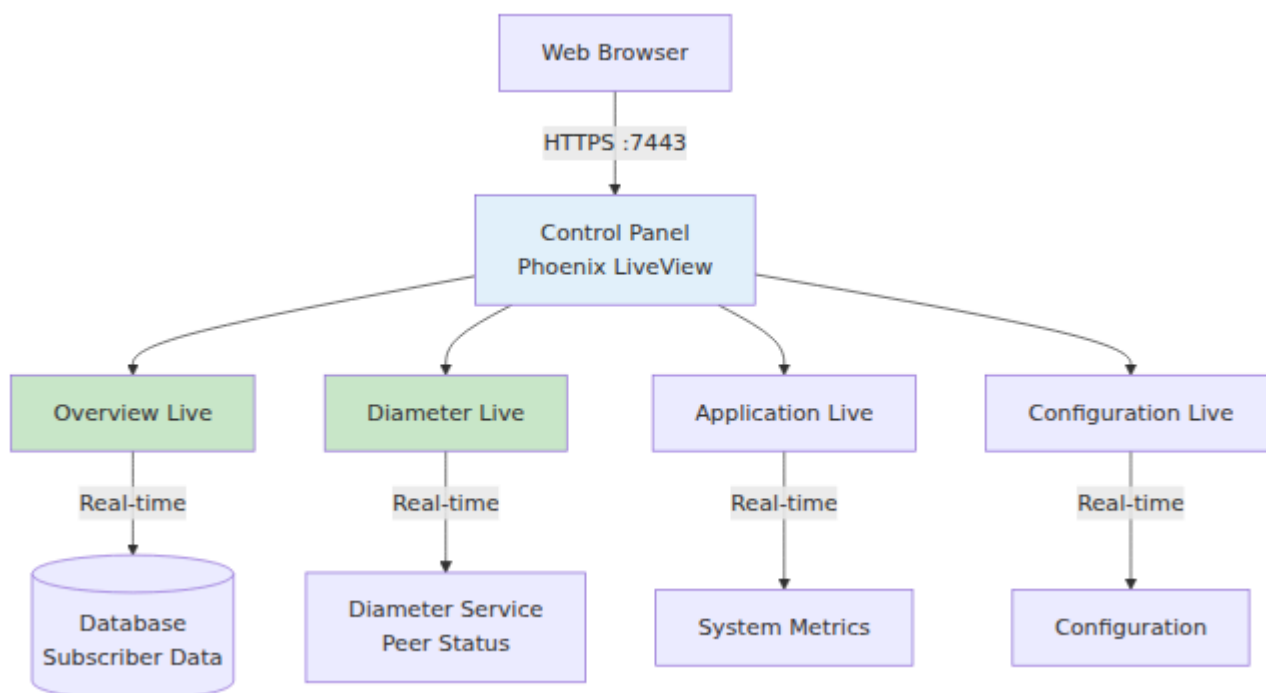 Web Browser
HTTPS :7443
Control Panel
Phoenix LiveView
Overview Live
Diameter Live
Application Live
Configuration Live
Real-time
Real-time
Real-time
Real-time
Database
Subscriber Data
Diameter Service
Peer Status
System Metrics
Configuration